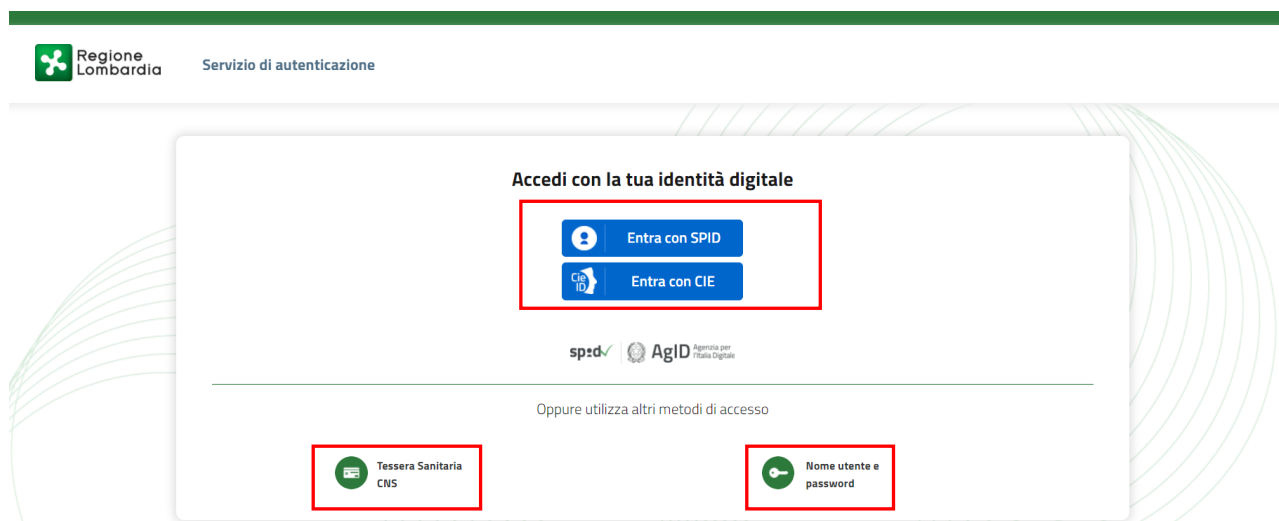 Regione
Lombardia
Servizio di autenticazione
Accedi con la tua identità digitale
Entra con SPID
Cie
ID
Entra con CIE
sp:d
AgID
Agenzia per
l'Italia Digitale
Oppure utilizza altri metodi di accesso
Tessera Sanitaria
CNS
Nome utente e
password